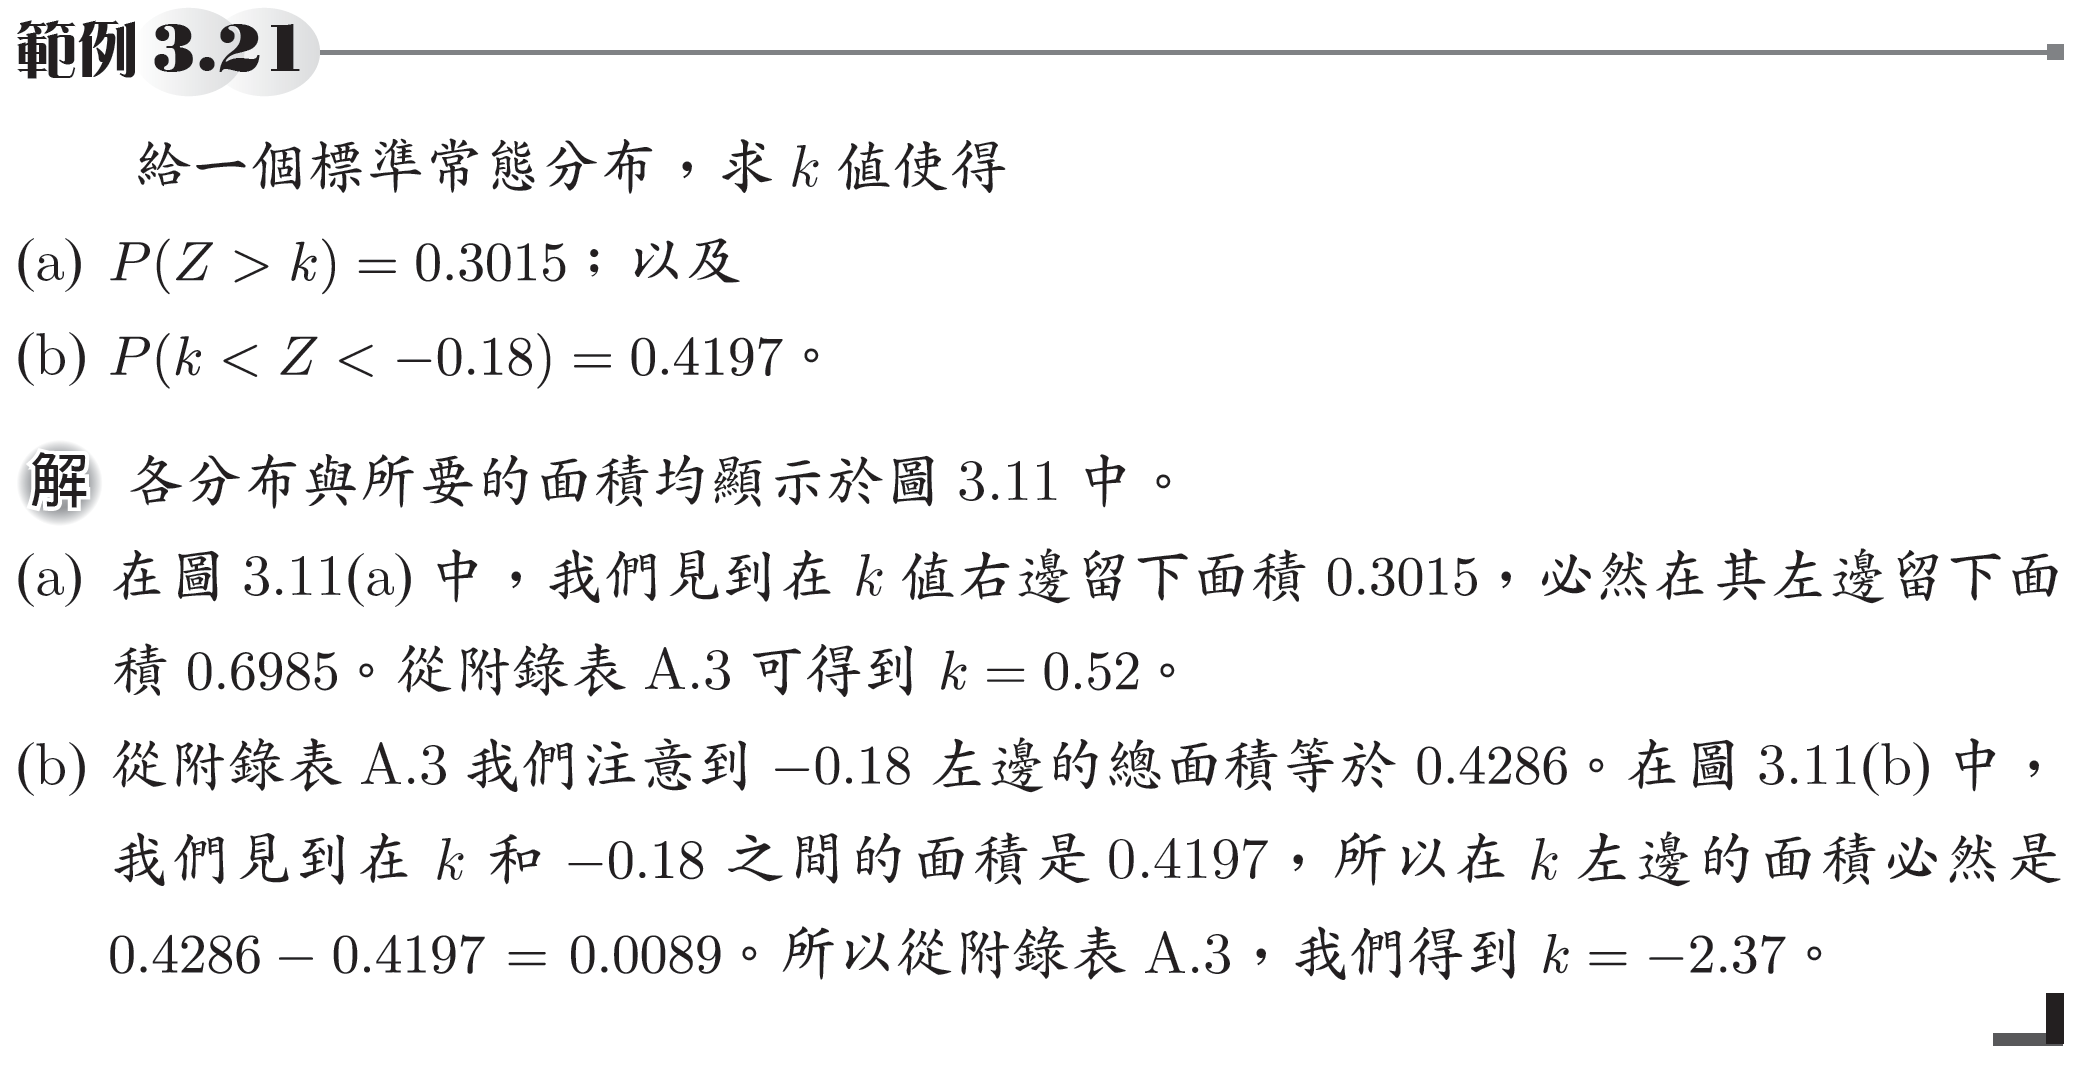 範例 3.21
給一個標準常態分布，求 k 值使得
(a) P(Z > k) = 0.3015；以及
(b) P(k < Z < −0.18) = 0.4197。
解 各分布與所要的面積均顯示於圖 3.11 中。
(a) 在圖 3.11(a) 中，我們見到在 k 值右邊留下面積 0.3015，必然在其左邊留下面
積 0.6985。從附錄表 A.3 可得到 k = 0.52。
(b) 從附錄表 A.3 我們注意到 −0.18 左邊的總面積等於 0.4286。在圖 3.11(b) 中，
我們見到在 k 和 −0.18 之間的面積是 0.4197，所以在 k 左邊的面積必然是
0.4286 − 0.4197 = 0.0089。所以從附錄表 A.3，我們得到 k = −2.37。